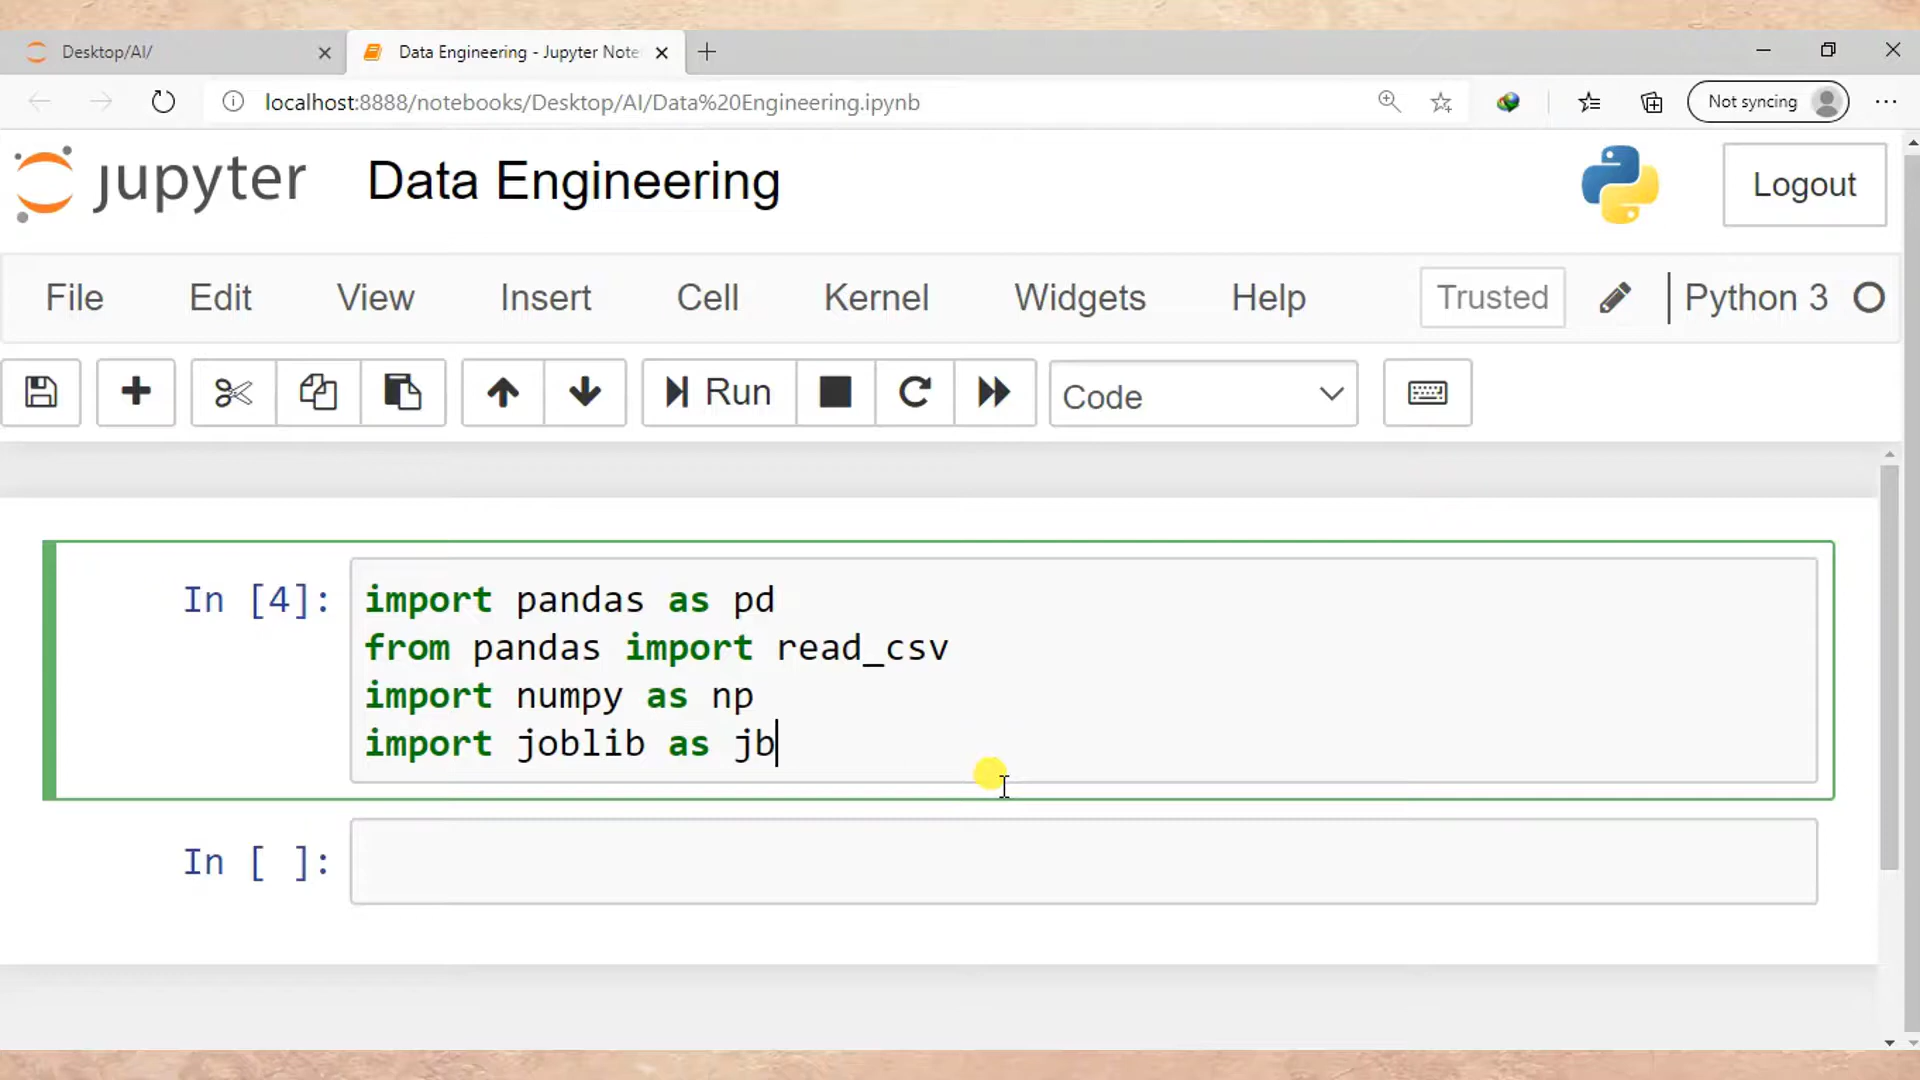 Desktop/AI/
Data Engineering - Jupyter Note
localhost:8888/notebooks/Desktop/AI/Data%20Engineering.ipynb
Not syncing
jupyter
Data Engineering
Logout
File Edit View Insert Cell Kernel Widgets Help
Trusted
Python 3
Run
Code
In [4]:
import pandas as pd
from pandas import read_csv
import numpy as np
import joblib as jb
In [ ]: